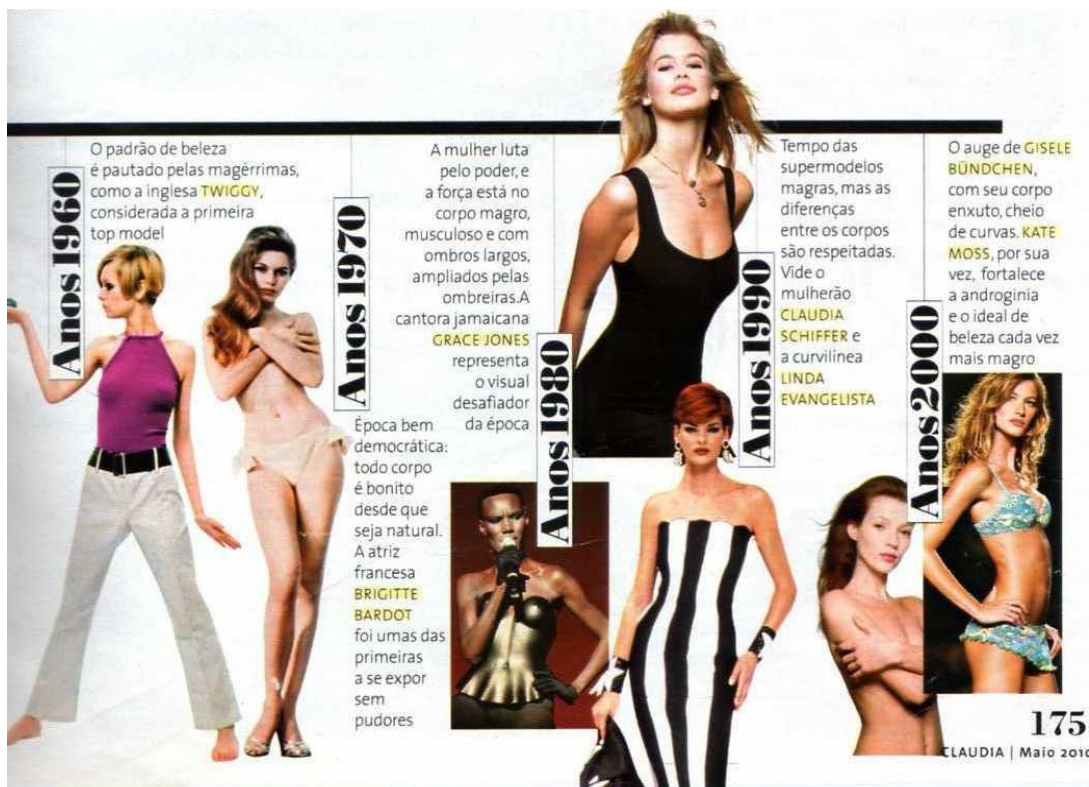 Anos 1960
O padrão de beleza
é pautado pelas magérrimas,
como a inglesa TWIGGY,
considerada a primeira
top model
Anos 1970
Época bem
democrática:
todo corpo
é bonito
desde que
seja natural.
A atriz
francesa
BRIGITTE
BARDOT
foi umas das
primeiras
a se expor
sem
pudores
A mulher luta
pelo poder, e
a força está no
corpo magro,
musculoso e com
ombros largos,
ampliados pelas
ombreiras. A
cantora jamaicana
GRACE JONES
representa
o visual
desafiador
da época
Anos 1980
Tempo das
supermodelos
magras, mas as
diferenças
entre os corpos
são respeitadas.
Vide o
mulherão
CLAUDIA
SCHIFFER e
a curvilínea
LINDA
EVANGELISTA
Anos 1990
O auge de GISELE
BÜNDCHEN,
com seu corpo
enxuto, cheio
de curvas. KATE
MOSS, por sua
vez, fortalece
a androginia
e o ideal de
beleza cada vez
mais magro
Anos 2000
175
CLAUDIA | Maio 2010